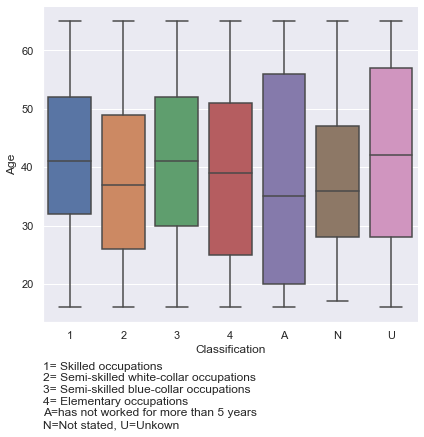 60
50
40
30
20
Age
1 2 3 4 A N U
Classification
1= Skilled occupations
2= Semi-skilled white-collar occupations
3= Semi-skilled blue-collar occupations
4= Elementary occupations
A=has not worked for more than 5 years
N=Not stated, U=Unkown